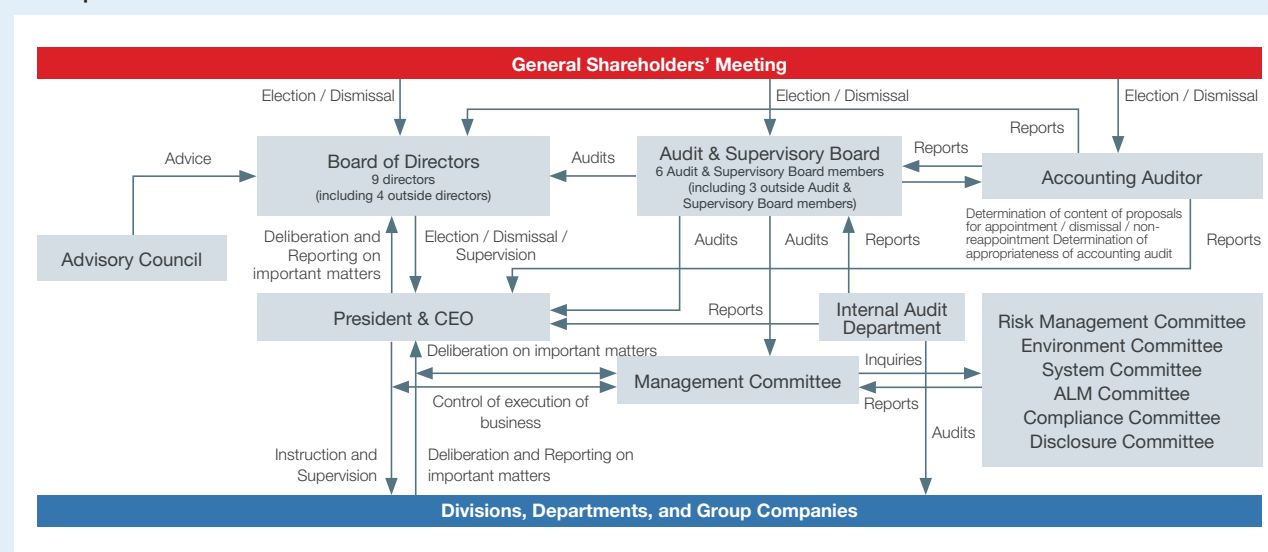 General Shareholders' Meeting
Election / Dismissal
Election / Dismissal
Election / Dismissal
Reports
Advice
Board of Directors
9 directors
(including 4 outside directors)
Audits
Audit & Supervisory Board
6 Audit & Supervisory Board members
(including 3 outside Audit &
Supervisory Board members)
Reports
Accounting Auditor
Advisory Council
Deliberation and
Reporting on
important matters
Election / Dismissal /
Supervision
Audits
Audits
Reports
Determination of content of proposals
for appointment / dismissal / non-
reappointment Determination of
appropriateness of accounting audit
Reports
President & CEO
Reports
Internal Audit
Department
Risk Management Committee
Environment Committee
System Committee
ALM Committee
Compliance Committee
Disclosure Committee
Deliberation on important matters
Management Committee
Inquiries
Reports
Control of execution of
business
Audits
Instruction and
Supervision
Deliberation and Reporting on
important matters
Divisions, Departments, and Group Companies